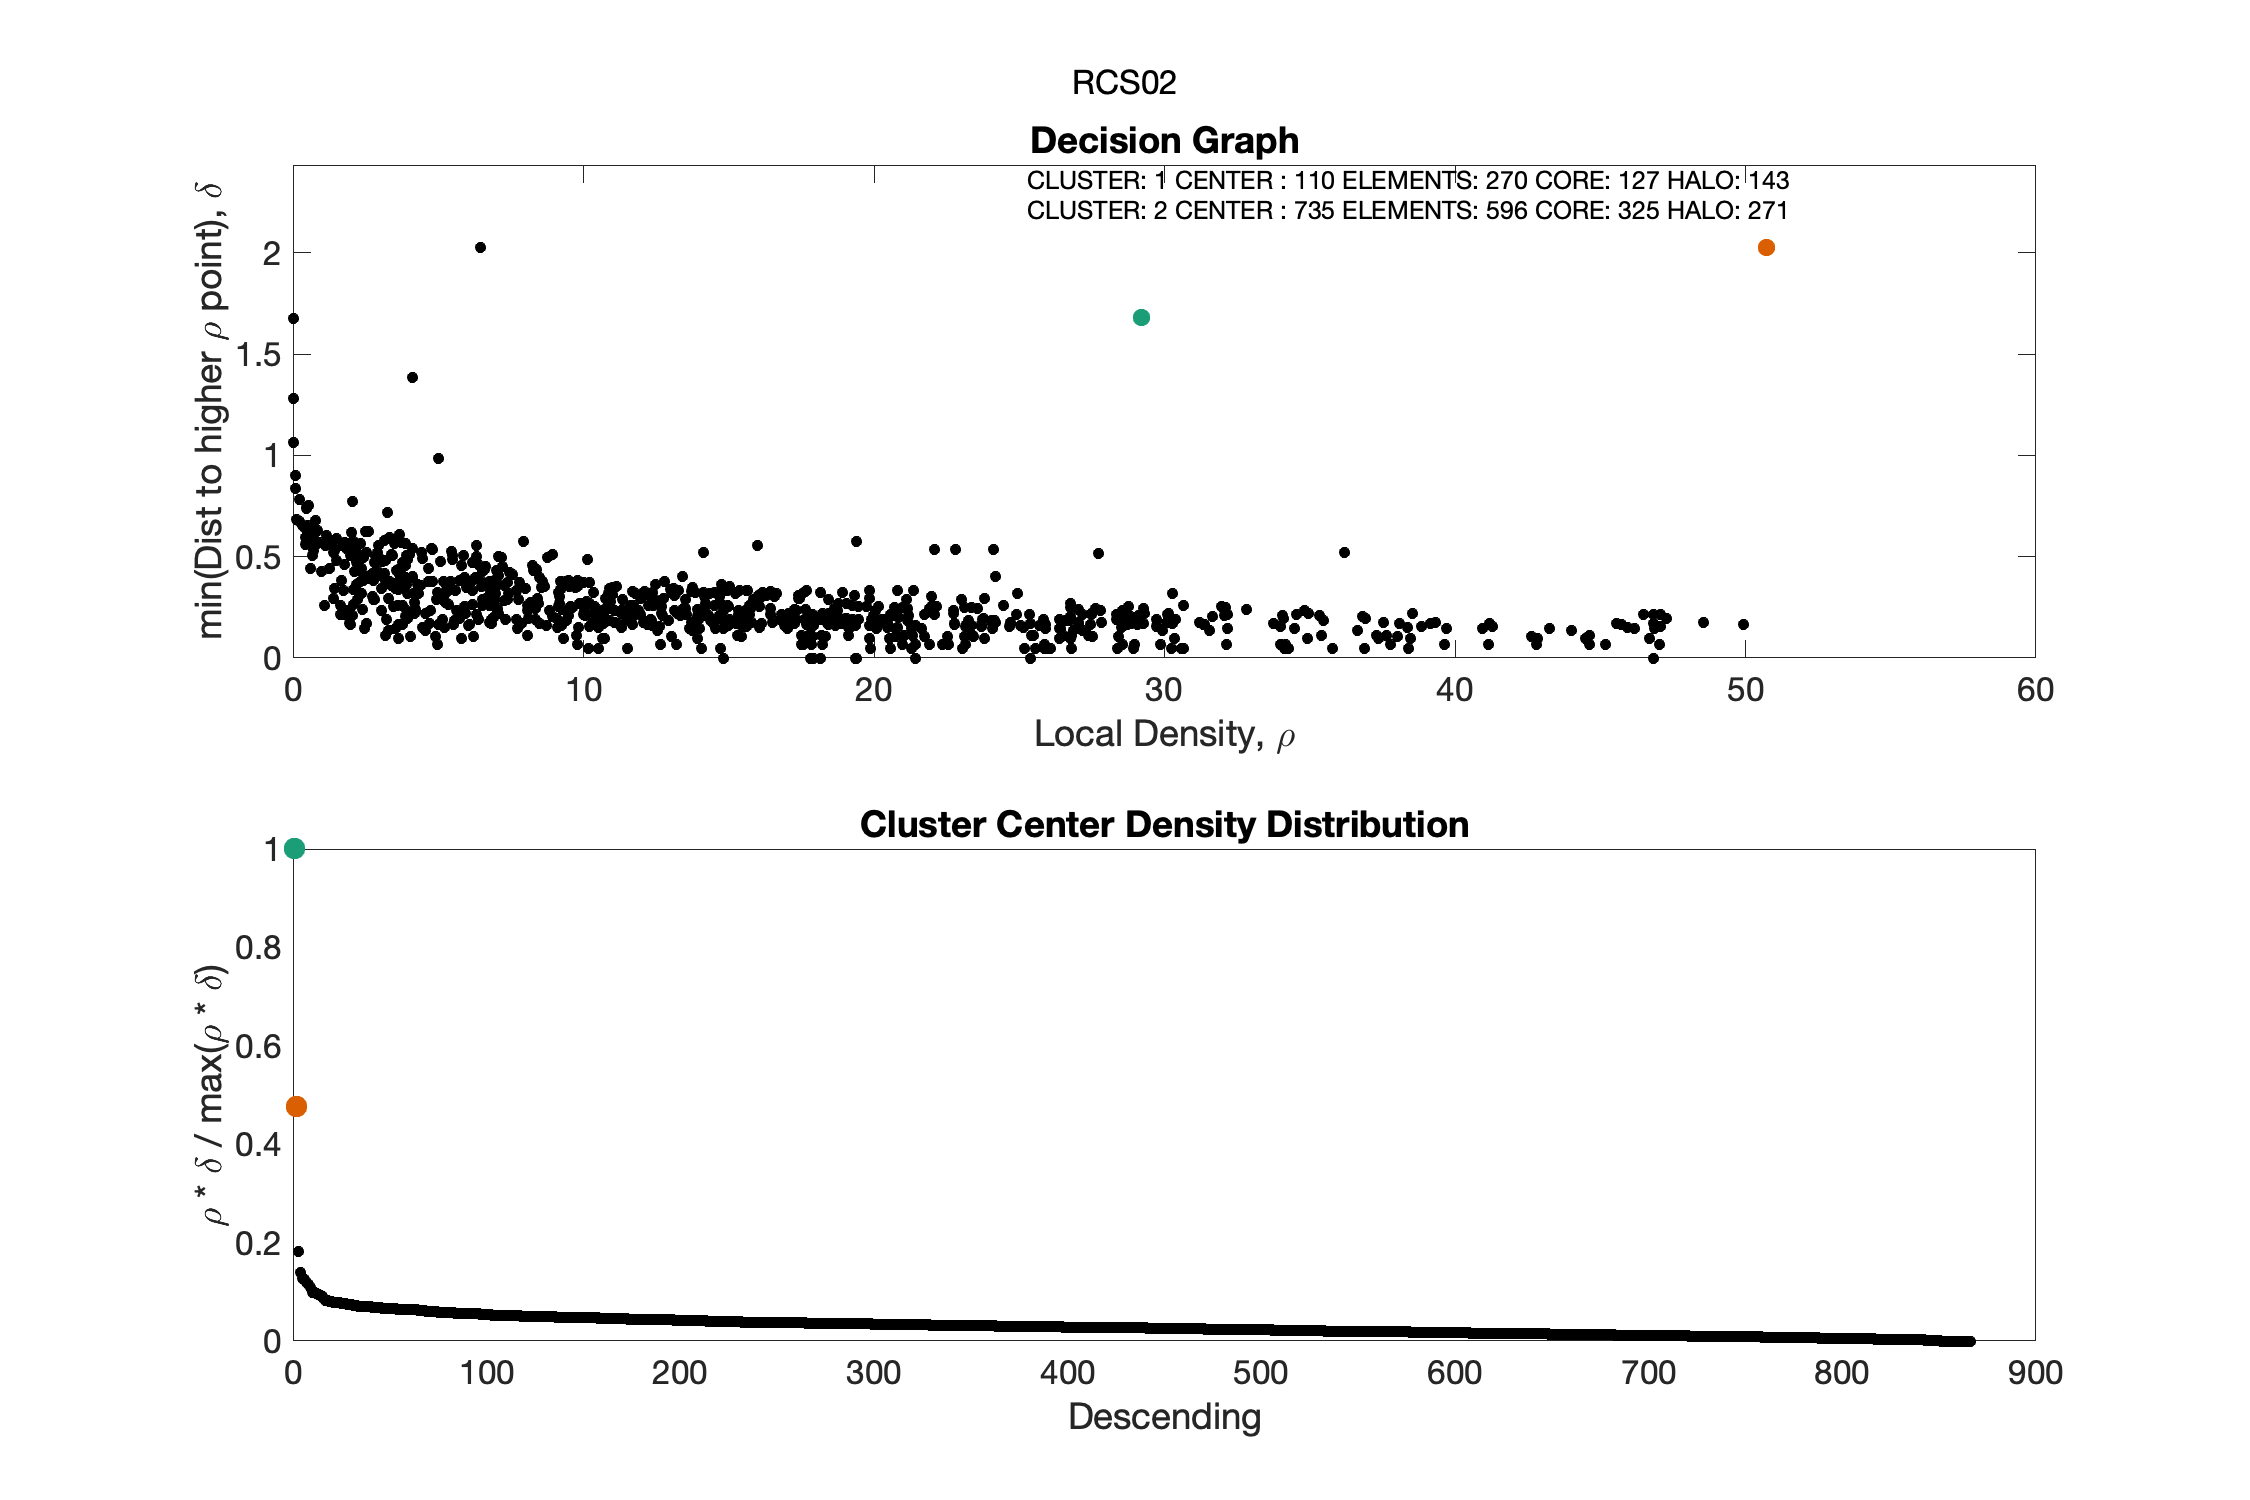 RCS02
Decision Graph
CLUSTER: 1 CENTER : 110 ELEMENTS: 270 CORE: 127 HALO: 143
CLUSTER: 2 CENTER : 735 ELEMENTS: 596 CORE: 325 HALO: 271
min(Dist to higher ρ point), δ
2
1.5
1
0.5
0
0 10 20 30 40 50 60
Local Density, ρ
Cluster Center Density Distribution
ρ * δ / max(ρ * δ)
1
0.8
0.6
0.4
0.2
0
0 100 200 300 400 500 600 700 800 900
Descending